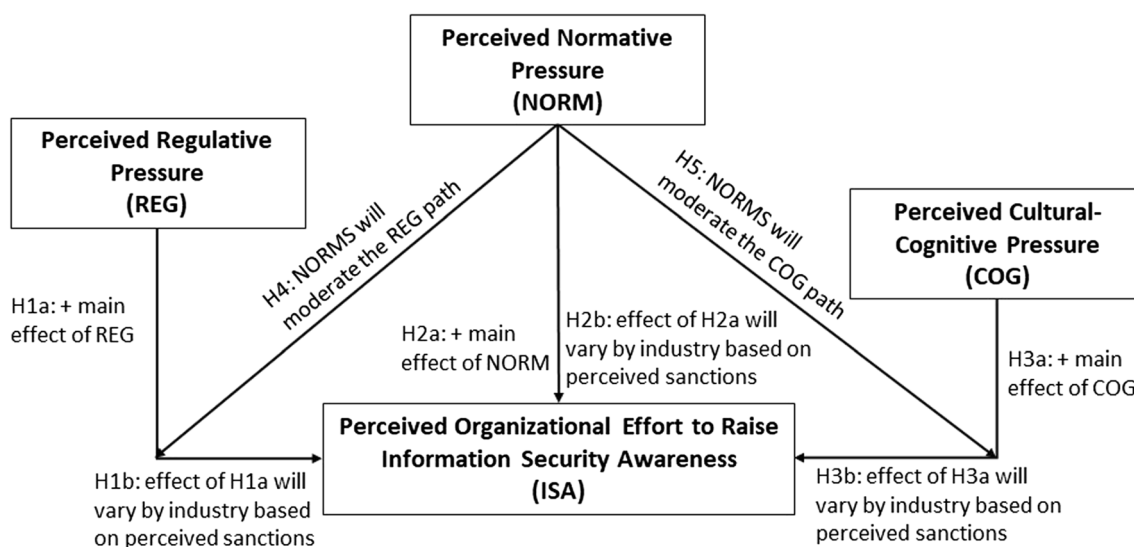 Perceived Normative
Pressure
(NORM)
Perceived Regulative
Pressure
(REG)
Perceived Cultural-
Cognitive Pressure
(COG)
H4: NORMS will
moderate the REG path
H5: NORMS will
moderate the COG path
H1a: + main
effect of REG
H2a: + main
effect of NORM
H2b: effect of H2a will
vary by industry based on
perceived sanctions
H3a: + main
effect of COG
Perceived Organizational Effort to Raise
Information Security Awareness
(ISA)
H1b: effect of H1a will
vary by industry based
on perceived sanctions
H3b: effect of H3a will
vary by industry based on
perceived sanctions